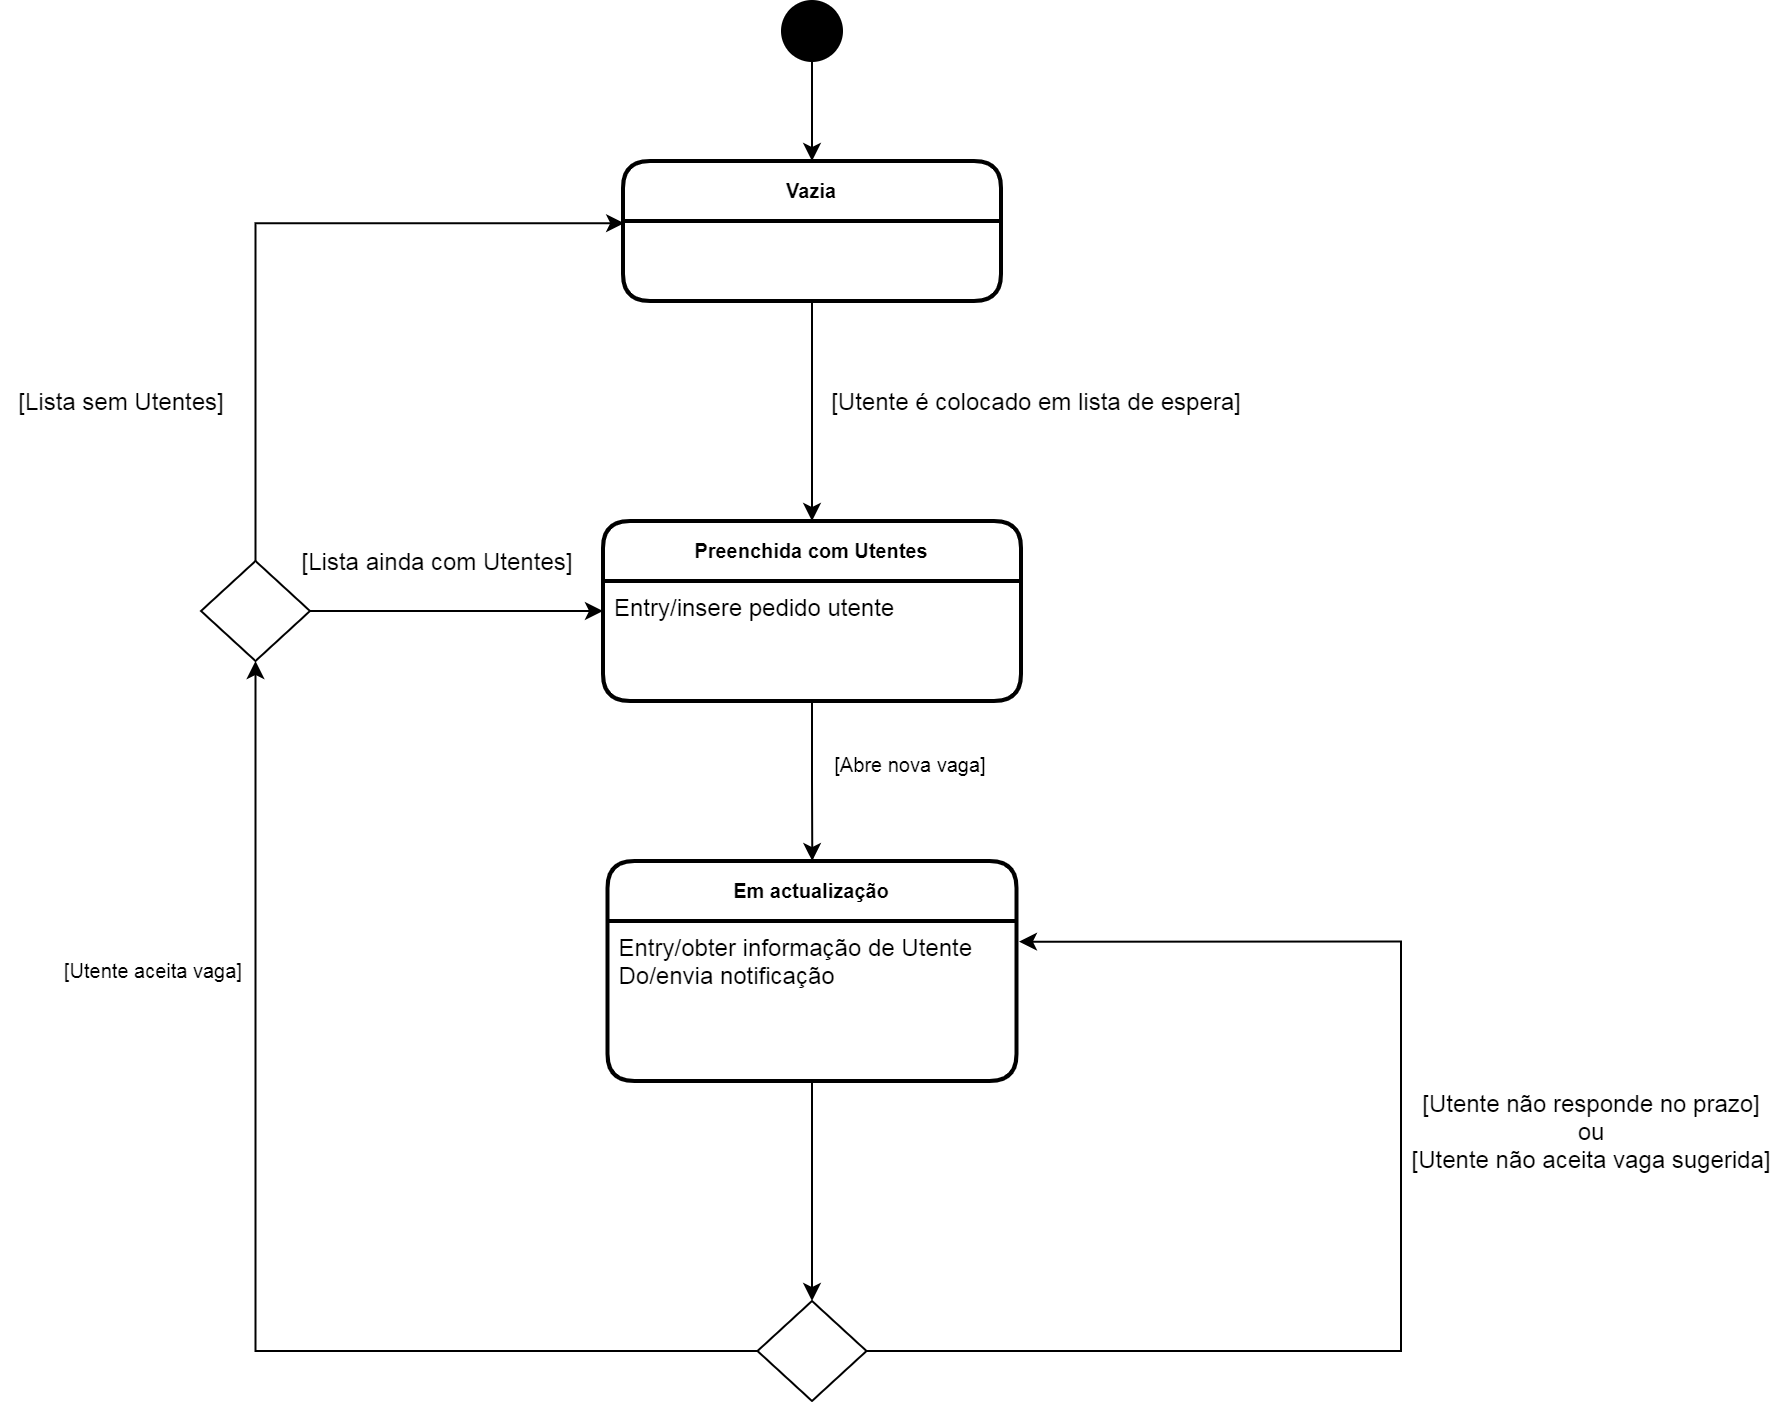 Vazia
[Lista sem Utentes]
[Utente é colocado em lista de espera]
Preenchida com Utentes
[Lista ainda com Utentes]
Entry/insere pedido utente
[Abre nova vaga]
Em actualização
Entry/obter informação de Utente
Do/envia notificação
[Utente aceita vaga]
[Utente não responde no prazo]
ou
[Utente não aceita vaga sugerida]